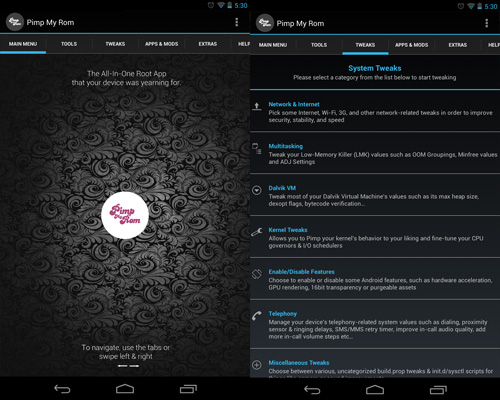 5:30
Pimp My Rom
MAIN MENU
TOOLS
TWEAKS
APPS & MODS
EXTRAS
HELP
The All-In-One Root App
that your device was yearning for.
Pimp
My
Rom
To navigate, use the tabs or
swipe left & right
5:30
Pimp My Rom
MAIN MENU
TOOLS
TWEAKS
APPS & MODS
EXTRAS
HELP
System Tweaks
Please select a category from the list below to start tweaking
Network & Internet
Pick some Internet, Wi-Fi, 3G, and other network-related tweaks in order to improve
security, stability, and speed
Multitasking
Tweak your Low-Memory Killer (LMK) values such as OOM Groupings, Minfree values
and ADJ Settings
Dalvik VM
Tweak most of your Dalvik Virtual Machine's values such as its max heap size,
dexopt flags, bytecode verification..
Kernel Tweaks
Allows you to Pimp your kernel's behavior to your liking and fine-tune your CPU
governors & I/O schedulers
Enable/Disable Features
Choose to enable or disable some Android features, such as hardware acceleration,
GPU rendering, 16bit transparency or purgeable assets
Telephony
Manage your device's telephony-related system values such as dialing, proximity
sensor & ringing delays, SMS/MMS retry timer, improve in-call audio quality, add
more in-call volume steps etc...
Miscellaneous Tweaks
Choose between various, uncategorized build.prop tweaks & init.d/sysctl scripts for